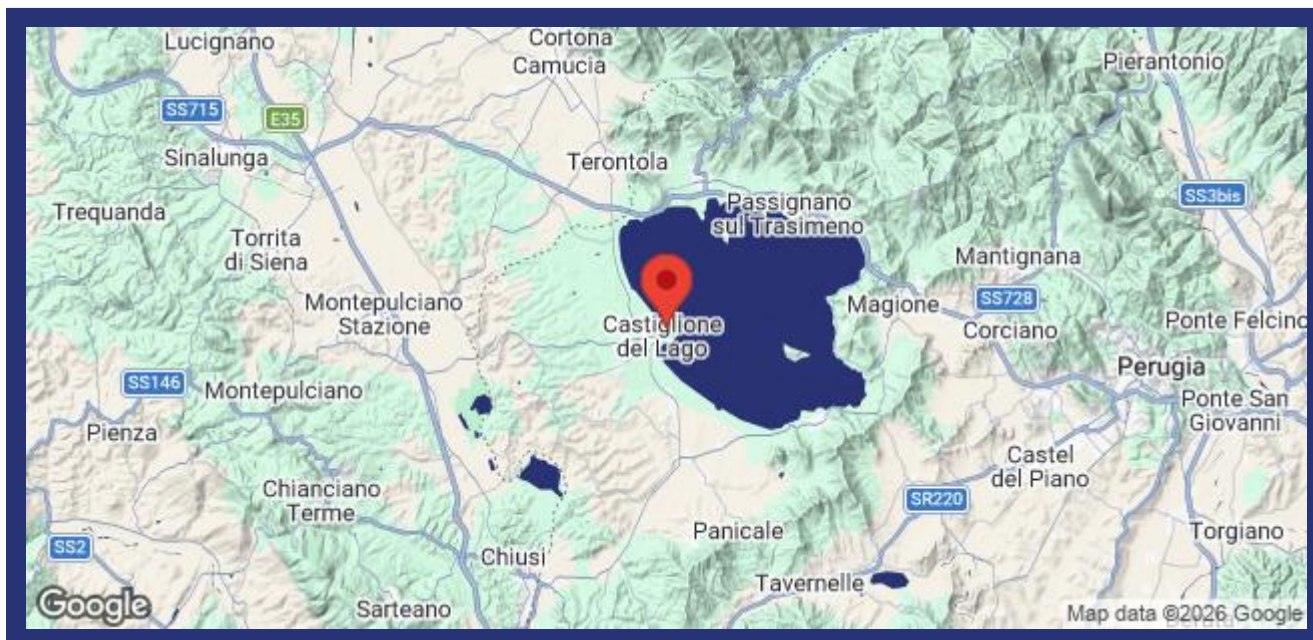 Lucignano
Cortona
Camucia
Pierantonio
SS715
E35
Sinalunga
Terontola
Trequanda
Passignano
sul Trasimeno
SS3bis
Torrita
di Siena
Mantignana
Montepulciano
Stazione
Castiglione
del Lago
Magione
SS728
Corciano
Ponte Felcino
SS146
Montepulciano
Perugia
Pienza
Ponte San
Giovanni
Castel
del Piano
Chianciano
Terme
SR220
SS2
Chiusi
Panicale
Torgiano
Tavernelle
Sarteano
Google
Map data ©2026 Google